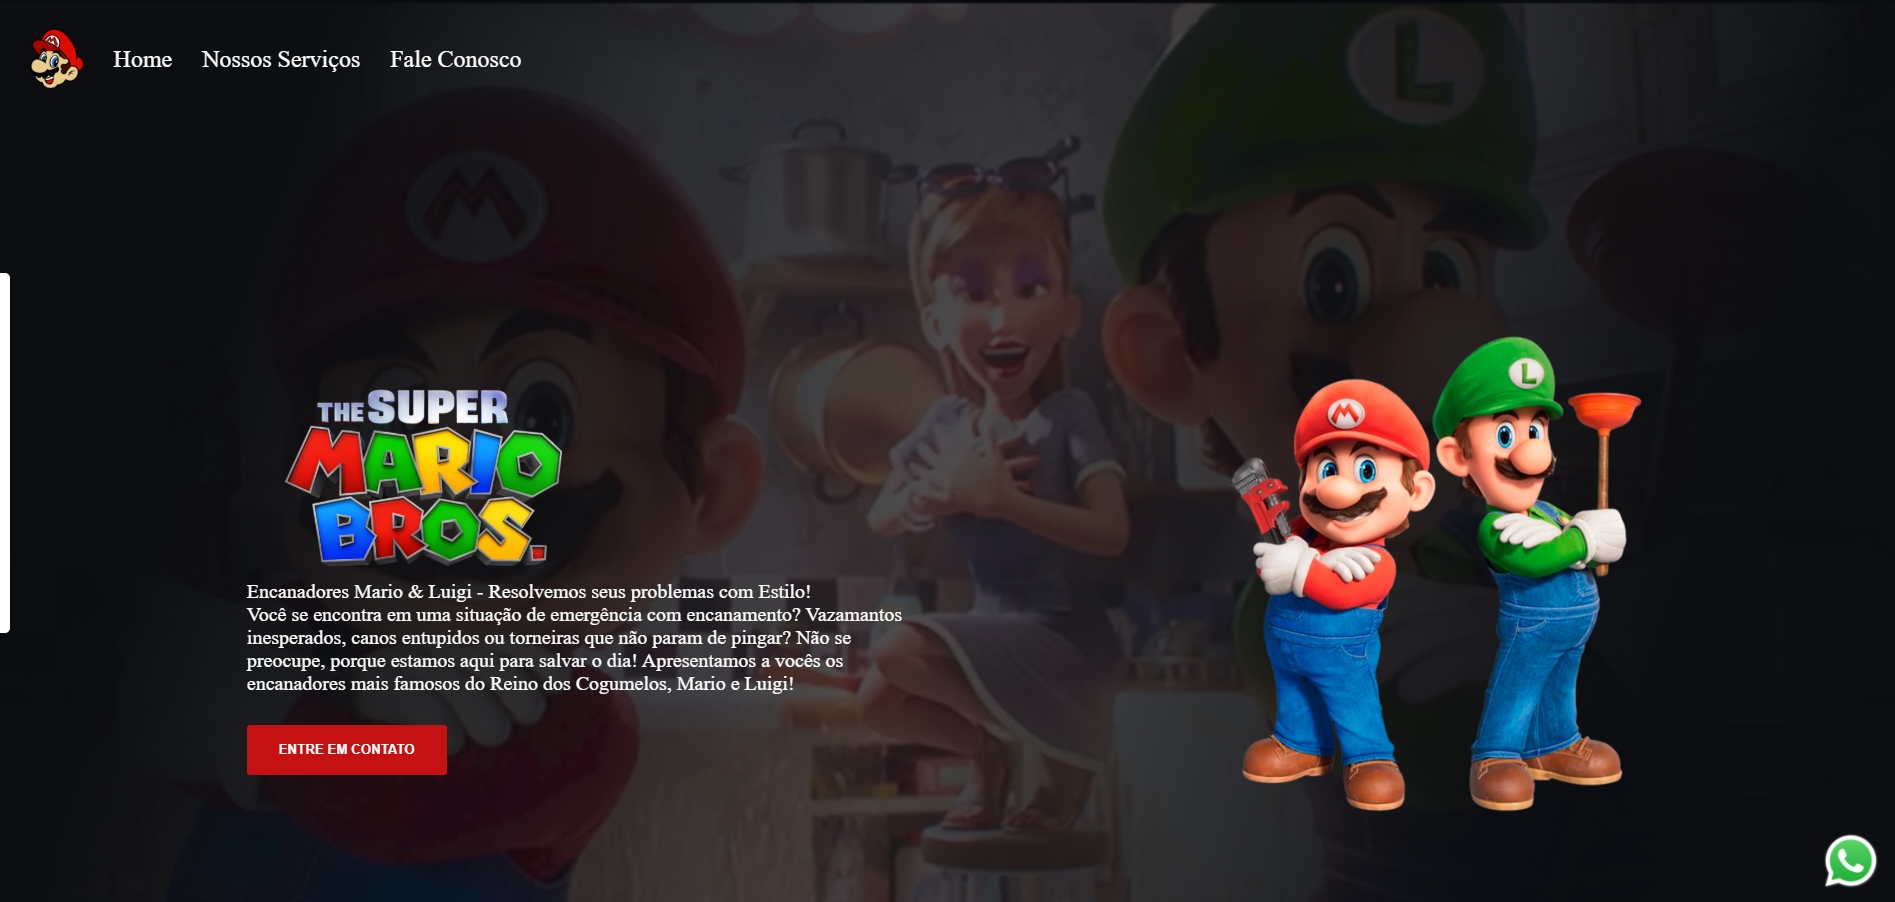 Home Nossos Serviços Fale Conosco
L
M
THE SUPER
MARIO
BROS.
L
M
Encanadores Mario & Luigi - Resolvemos seus problemas com Estilo!
Você se encontra em uma situação de emergência com encanamento? Vazamantos
inesperados, canos entupidos ou torneiras que não param de pingar? Não se
preocupe, porque estamos aqui para salvar o dia! Apresentamos a vocês os
encanadores mais famosos do Reino dos Cogumelos, Mario e Luigi!
ENTRE EM CONTATO